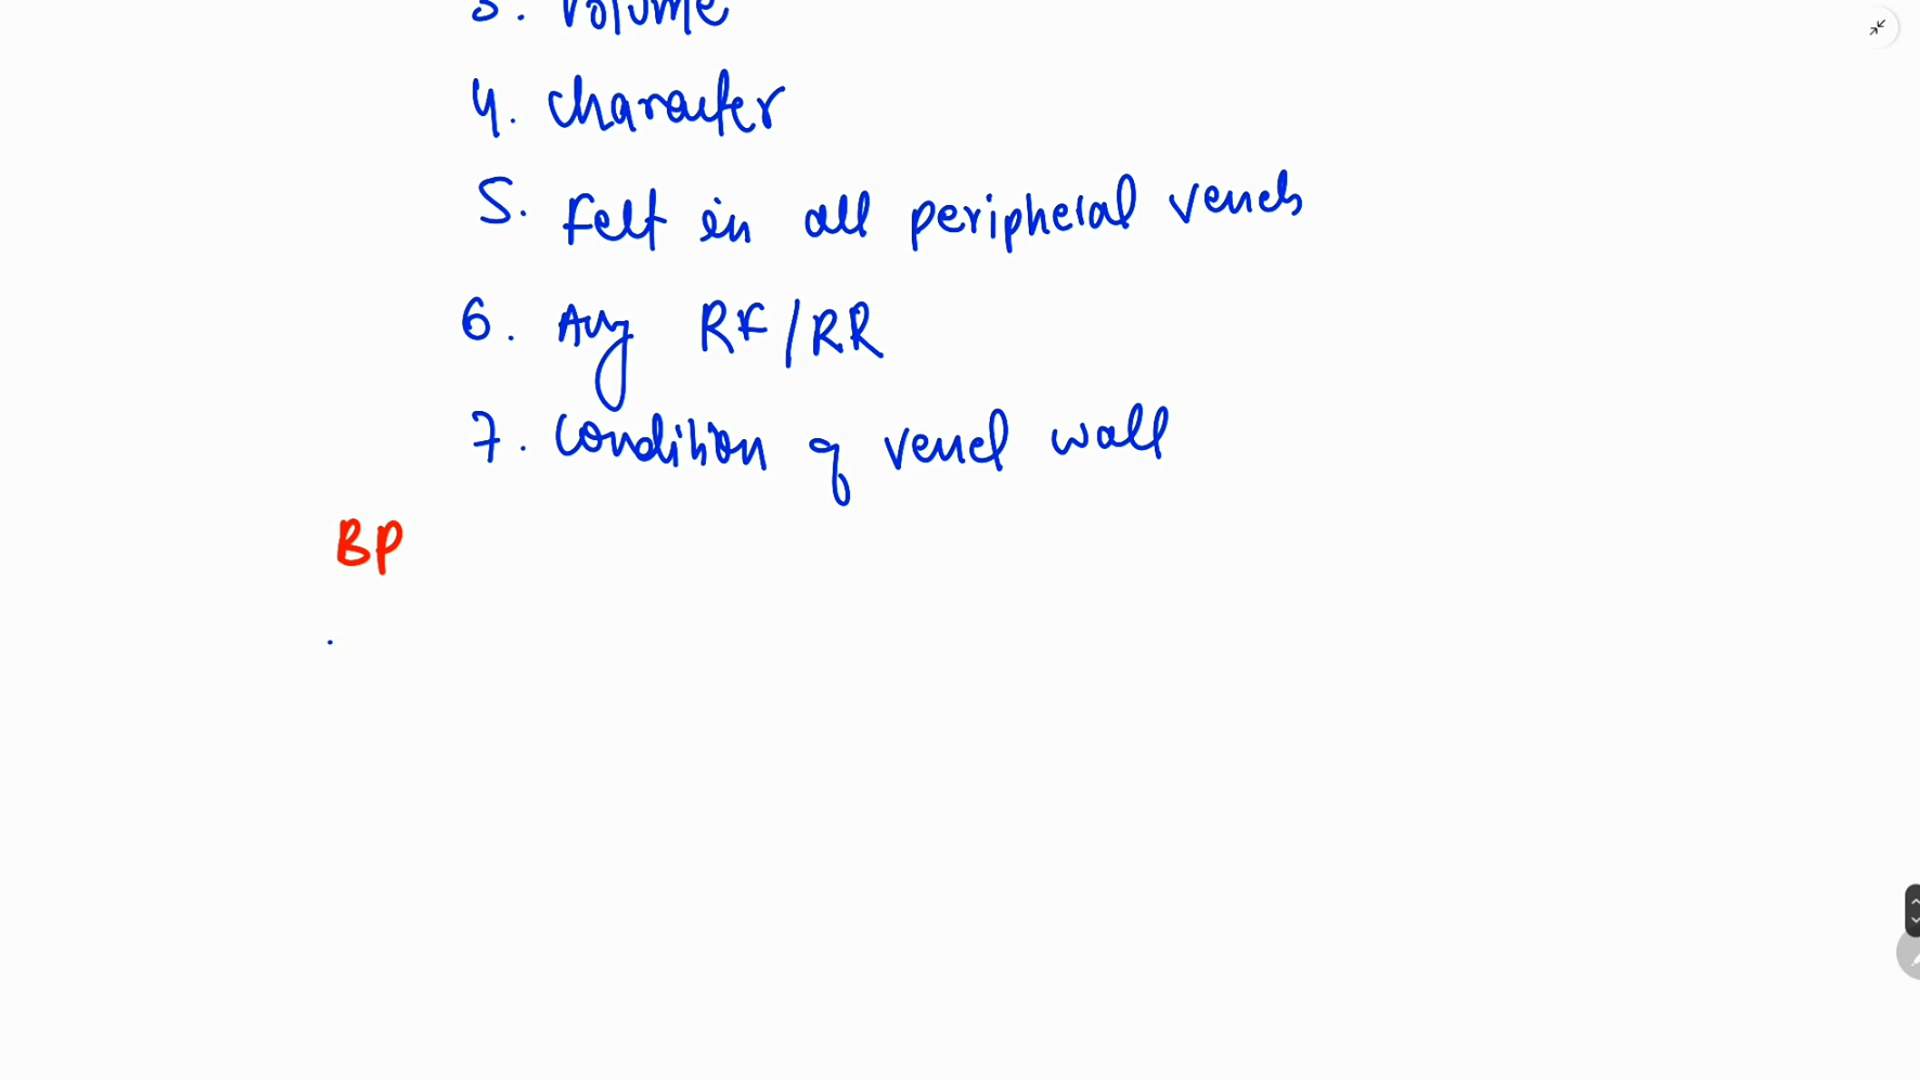 3. Volume
4. character
5. Felt in all peripheral vessels
6. Any RF/RR
7. Condition of vessel wall
BP